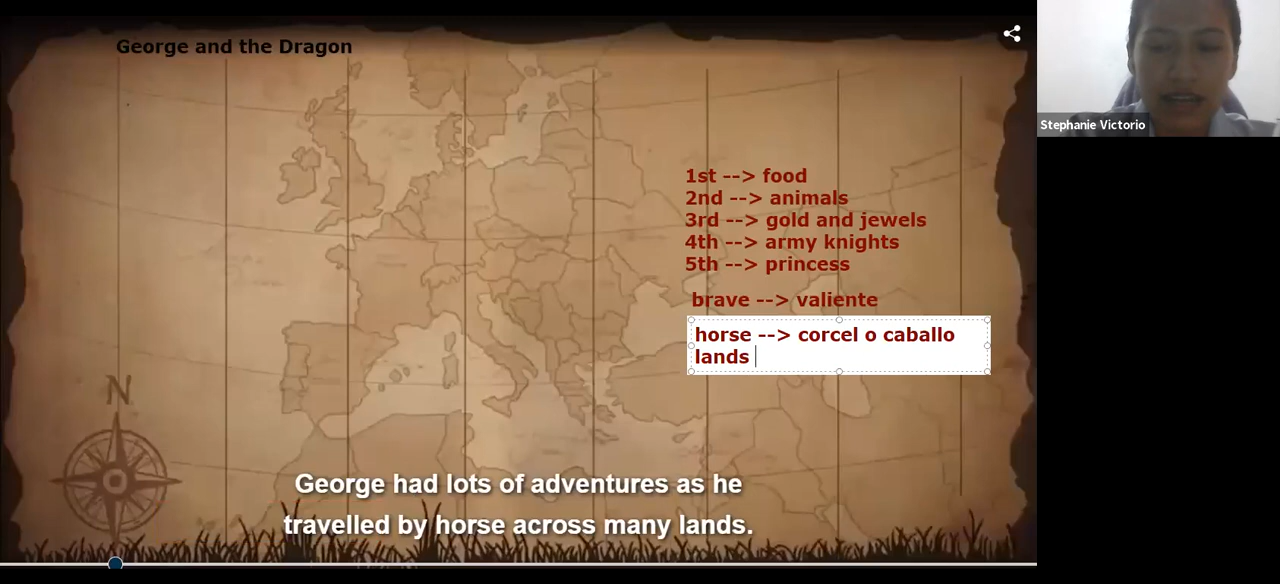 George and the Dragon
Stephanie Victorio
1st --> food
2nd --> animals
3rd --> gold and jewels
4th --> army knights
5th --> princess
brave --> valiente
horse --> corcel o caballo
lands
N
George had lots of adventures as he
travelled by horse across many lands.